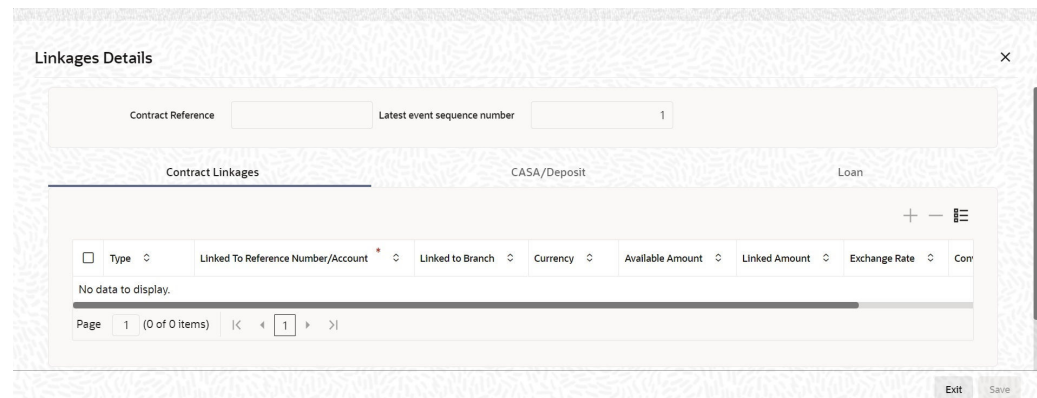 Linkages Details
Contract Reference Latest event sequence number 1
Contract Linkages CASA/Deposit Loan
Type Linked To Reference Number/Account * Linked to Branch Currency Available Amount Linked Amount Exchange Rate Con
No data to display.
Page 1 (0 of 0 items) 1
Exit Save